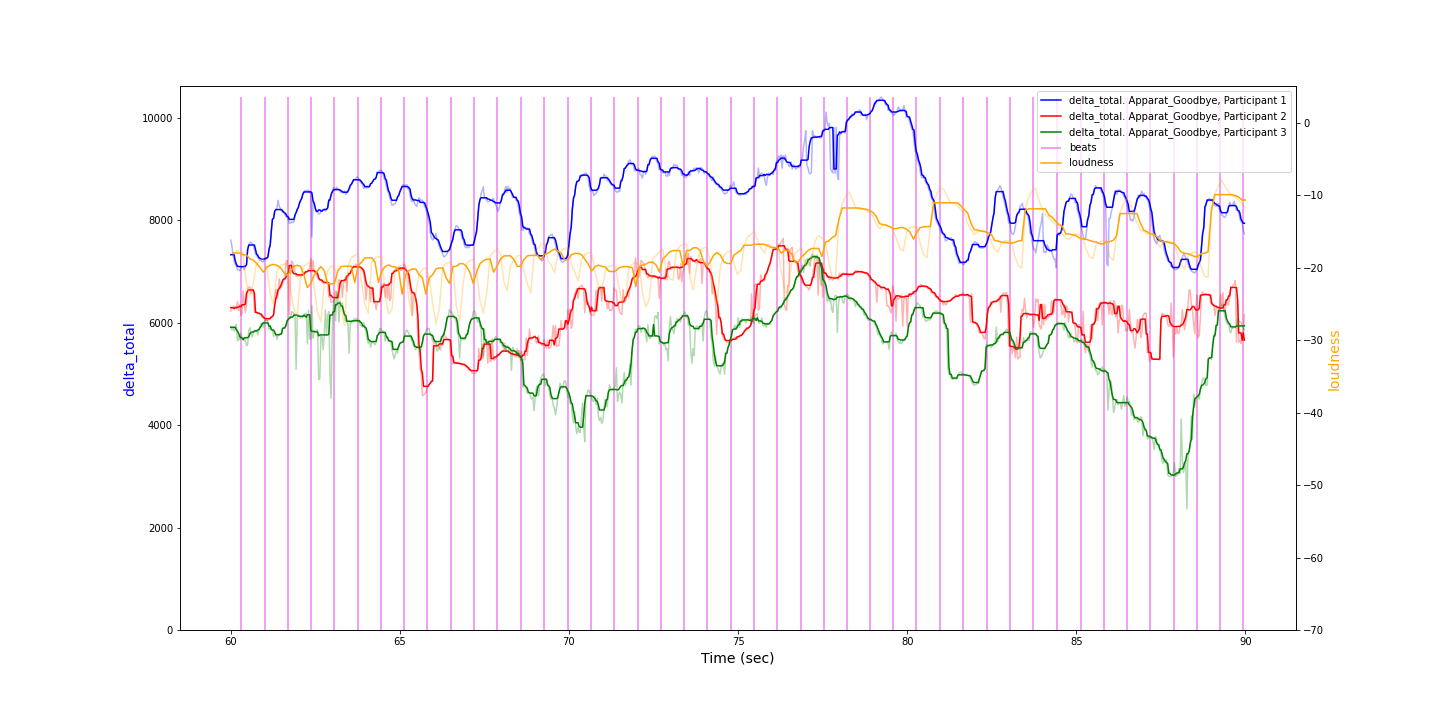 delta_total. Apparat_Goodbye, Participant 1
delta_total. Apparat_Goodbye, Participant 2
delta_total. Apparat_Goodbye, Participant 3
beats
loudness
10000
8000
6000
4000
2000
0
delta_total
0
−10
−20
−30
−40
−50
−60
−70
loudness
60
65
70
75
80
85
90
Time (sec)